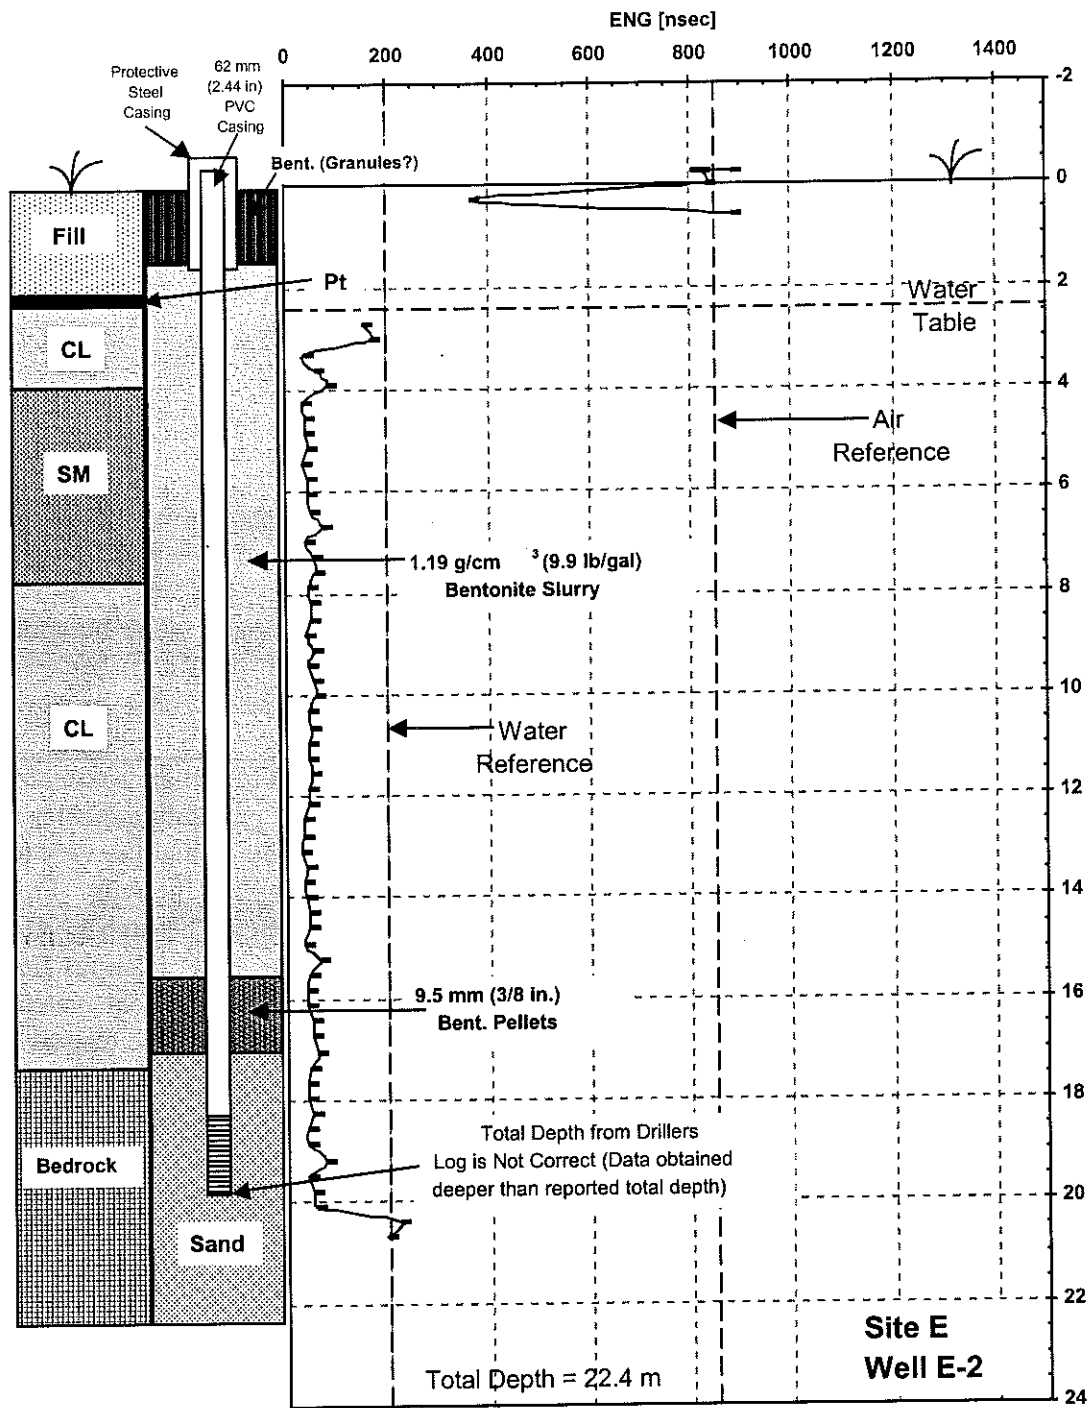 ENG [nsec]
0 200 400 600 800 1000 1200 1400
Protective
Steel
Casing
62 mm
(2.44 in)
PVC
Casing
Bent. (Granules?)
-2
0
2
4
6
8
10
12
14
16
18
20
22
24
Fill
Pt
CL
SM
CL
Bedrock
Sand
Water
Table
Air
Reference
1.19 g/cm 3 (9.9 lb/gal)
Bentonite Slurry
Water
Reference
9.5 mm (3/8 in.)
Bent. Pellets
Total Depth from Drillers
Log is Not Correct (Data obtained
deeper than reported total depth)
Site E
Well E-2
Total Depth = 22.4 m